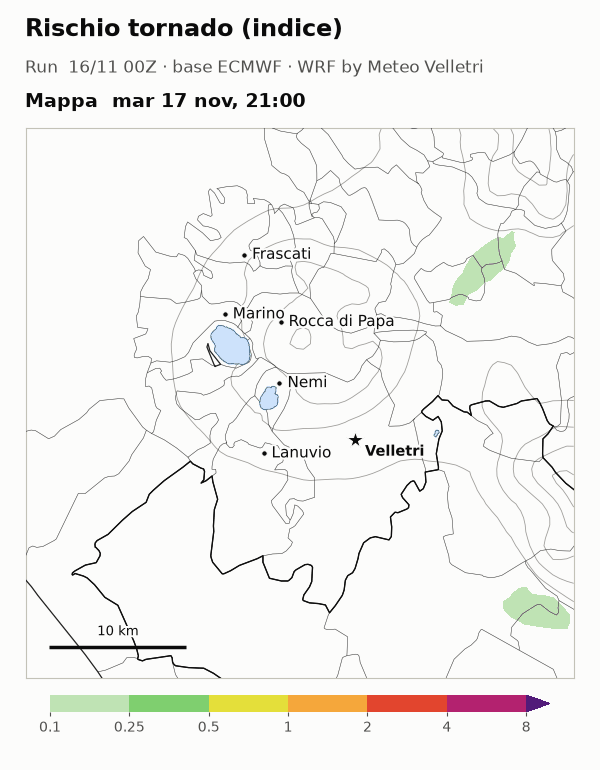 Rischio tornado (indice)
Run  16/11 00Z · base ECMWF · WRF by Meteo Velletri
Mappa  mar 17 nov, 21:00
Frascati
Marino
Rocca di Papa
Nemi
Velletri
Lanuvio
10 km
0.1 0.25 0.5 1 2 4 8